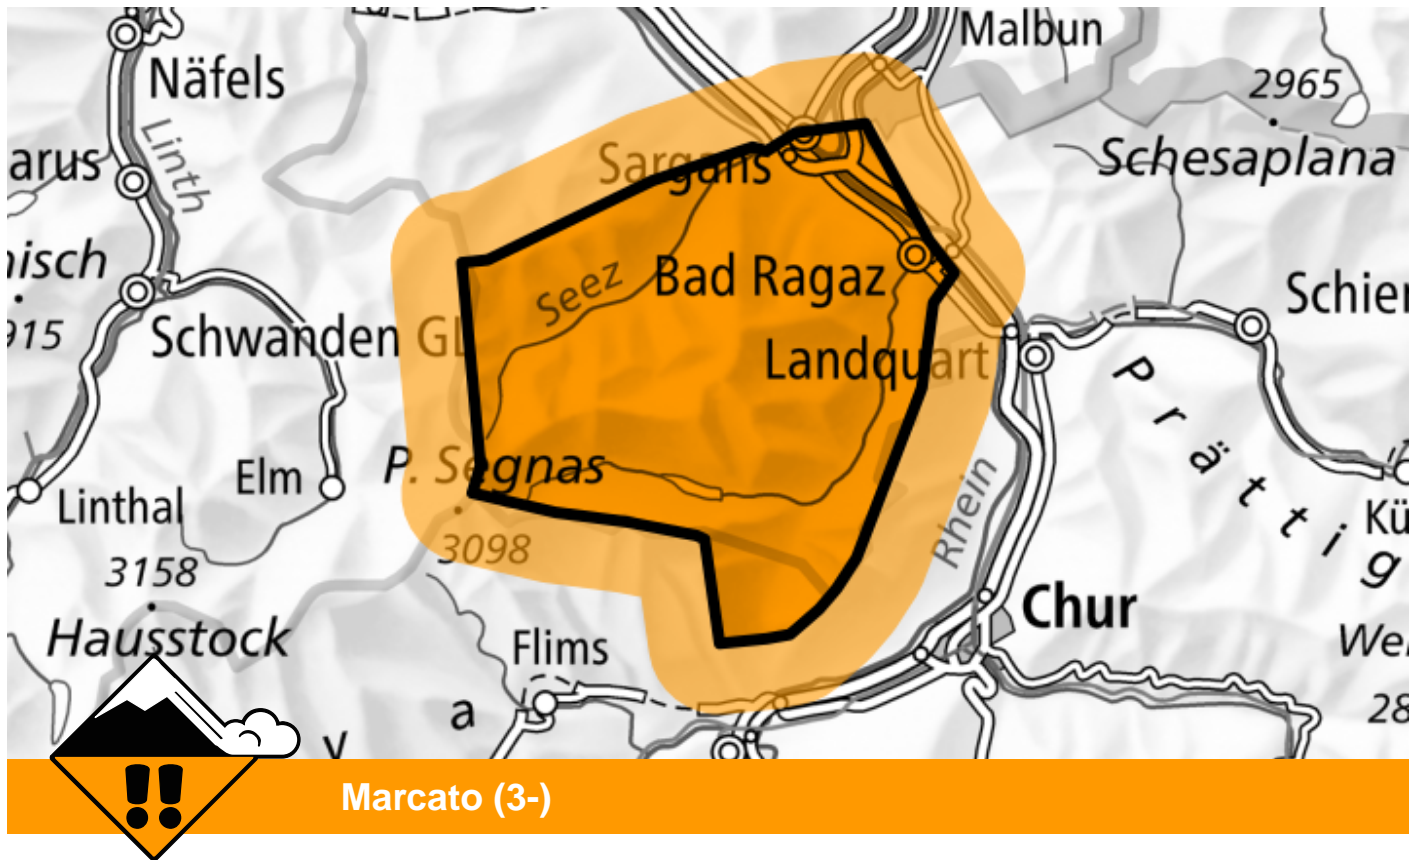 Malbun
Näfels
2965
Linth
arus
Sargans
Schesaplana
nisch
Seez
Bad Ragaz
Schier
915
Schwanden GL
Landquart
Prättig
P. Segnas
Elm
Linthal
Rhein
Kü
3098
3158
Chur
Hausstock
Flims
We
28
a
v
Marcato (3-)